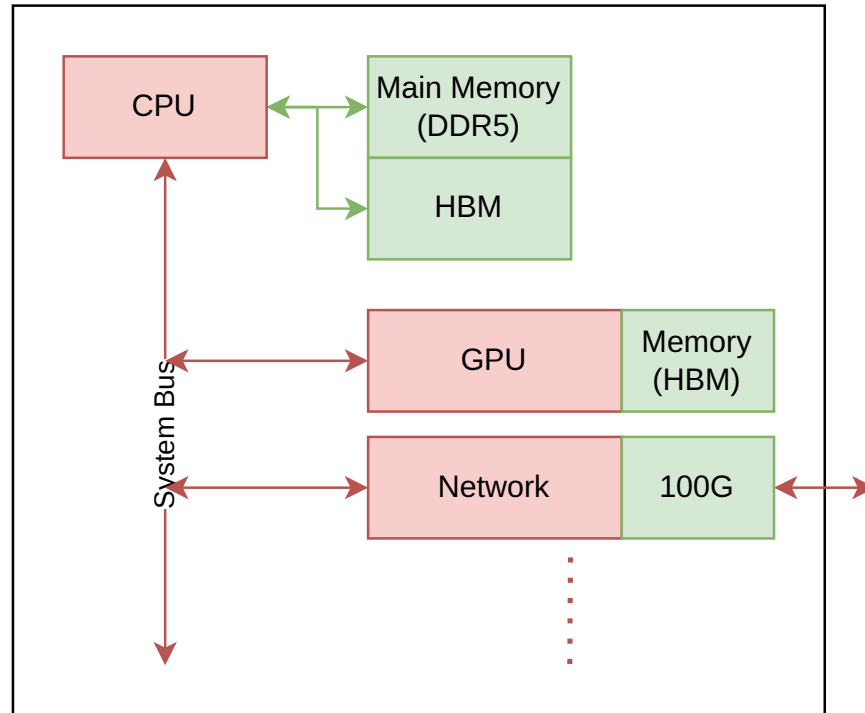 CPU
Main Memory
(DDR5)
HBM
GPU
Memory
(HBM)
System Bus
Network
100G